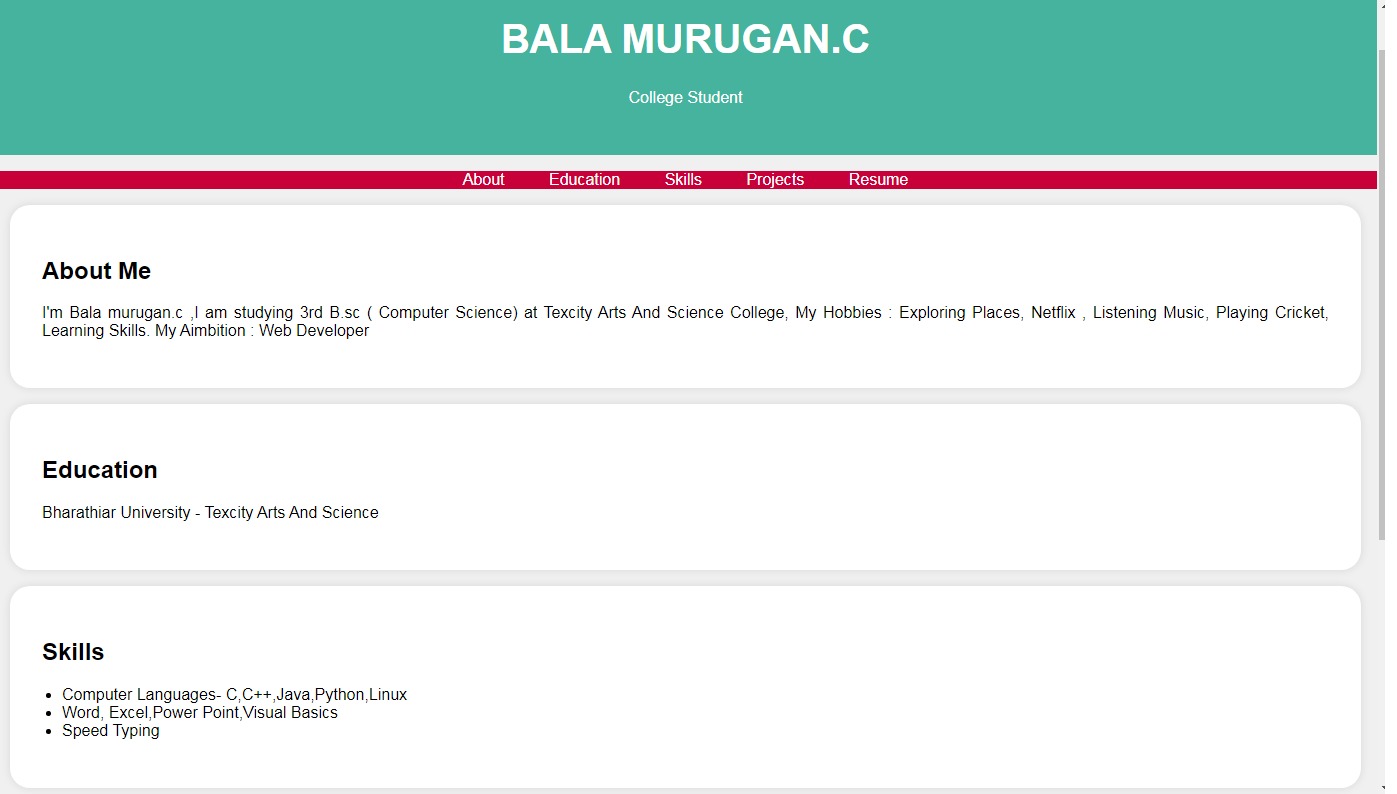 BALA MURUGAN.C
College Student
About Education Skills Projects Resume
About Me
I'm Bala murugan.c ,I am studying 3rd B.sc ( Computer Science) at Texcity Arts And Science College, My Hobbies : Exploring Places, Netflix , Listening Music, Playing Cricket,
Learning Skills. My Aimbition : Web Developer
Education
Bharathiar University - Texcity Arts And Science
Skills
• Computer Languages- C,C++,Java,Python,Linux
• Word, Excel,Power Point,Visual Basics
• Speed Typing